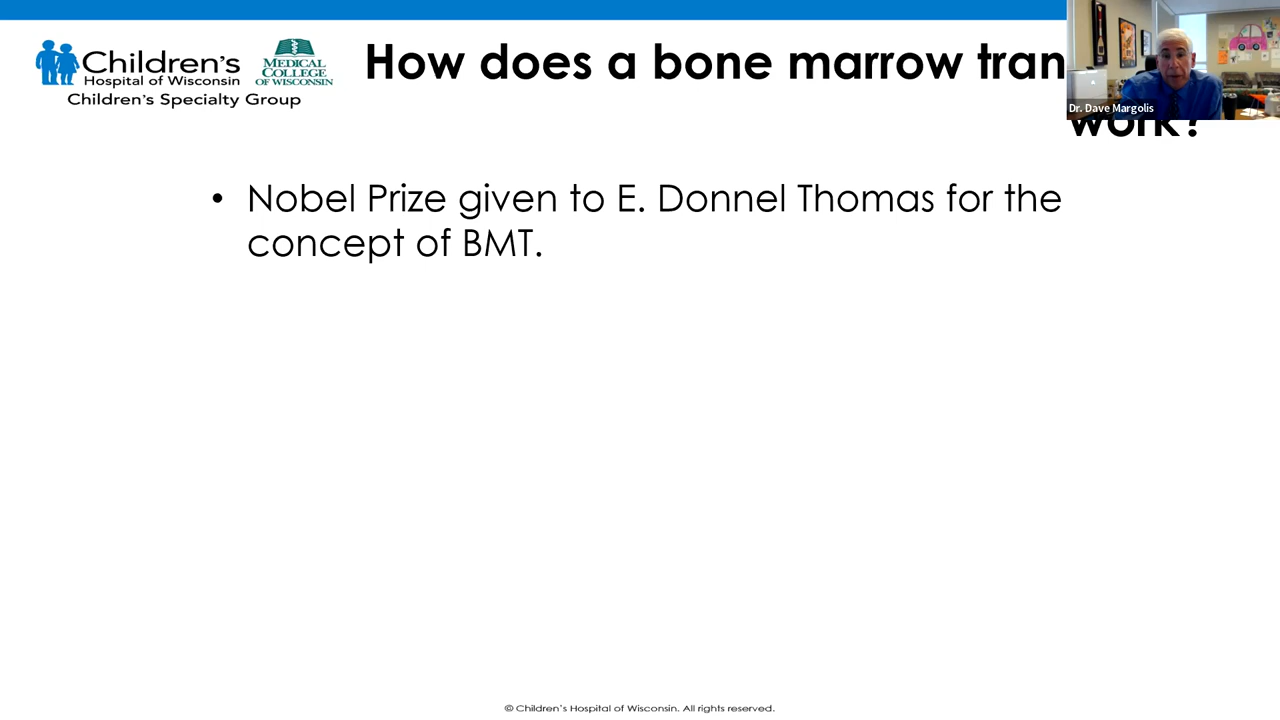 Children's
Hospital of Wisconsin
Children's Specialty Group
MEDICAL
COLLEGE
OF WISCONSIN
How does a bone marrow tran
work?
Dr. Dave Margolis
• Nobel Prize given to E. Donnel Thomas for the
concept of BMT.
© Children's Hospital of Wisconsin. All rights reserved.